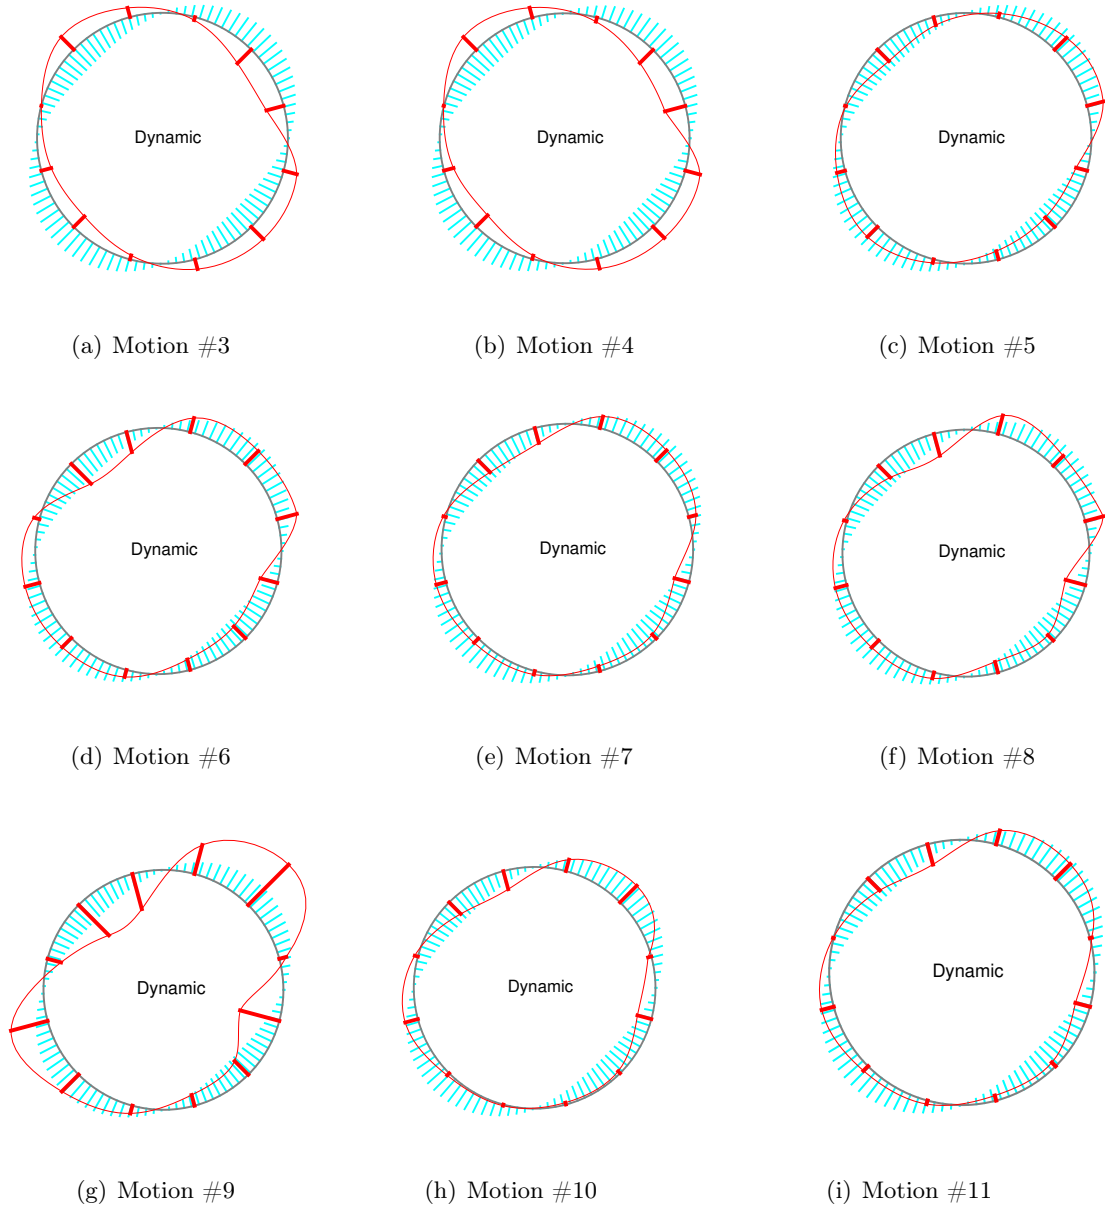 Dynamic Dynamic Dynamic
(a) Motion #3 (b) Motion #4 (c) Motion #5
Dynamic Dynamic Dynamic
(d) Motion #6 (e) Motion #7 (f) Motion #8
Dynamic Dynamic Dynamic
(g) Motion #9 (h) Motion #10 (i) Motion #11